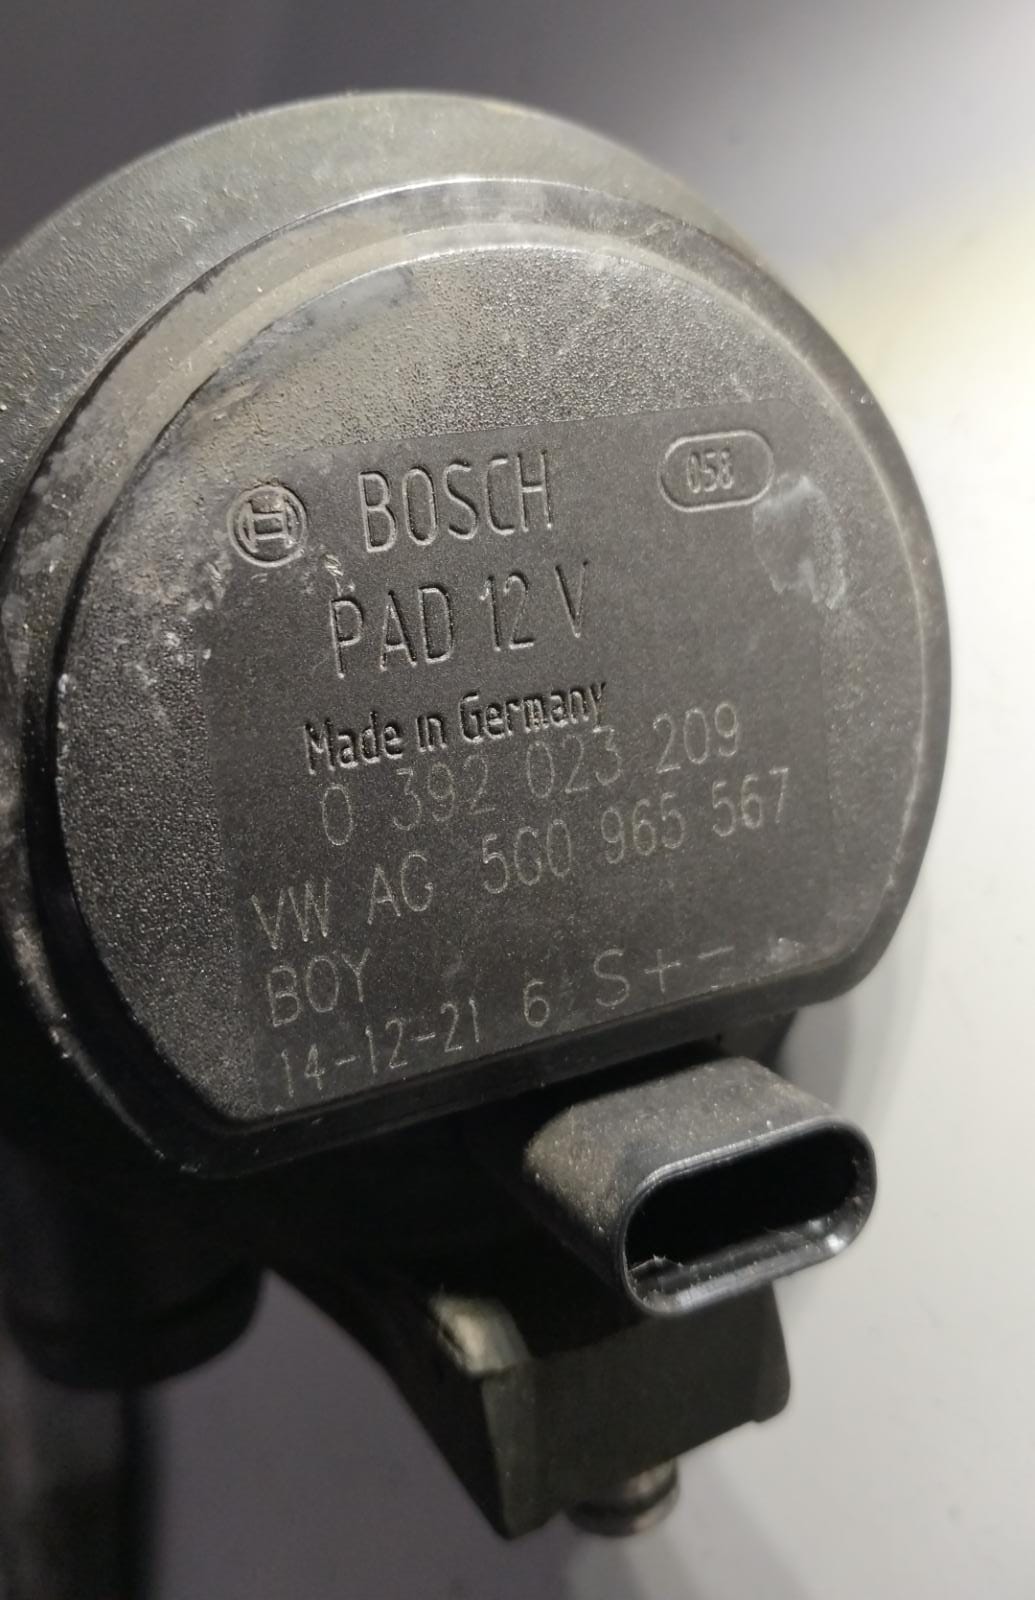 BOSCH 058
PAD 12 V
Made in Germany
0 392 023 209
VW AG 5G0 965 567
BOY
14-12-21 6 S + -